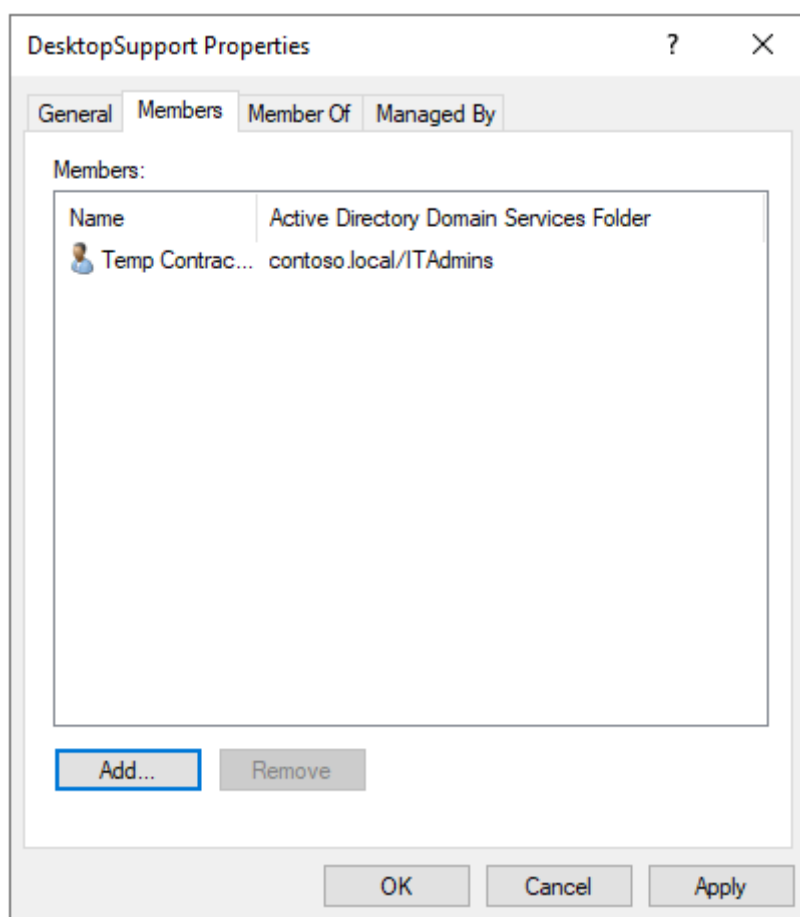 DesktopSupport Properties ?
General Members Member Of Managed By
Members:
Name Active Directory Domain Services Folder
Temp Contrac... contoso.local/ITAdmins
Add... Remove
OK Cancel Apply